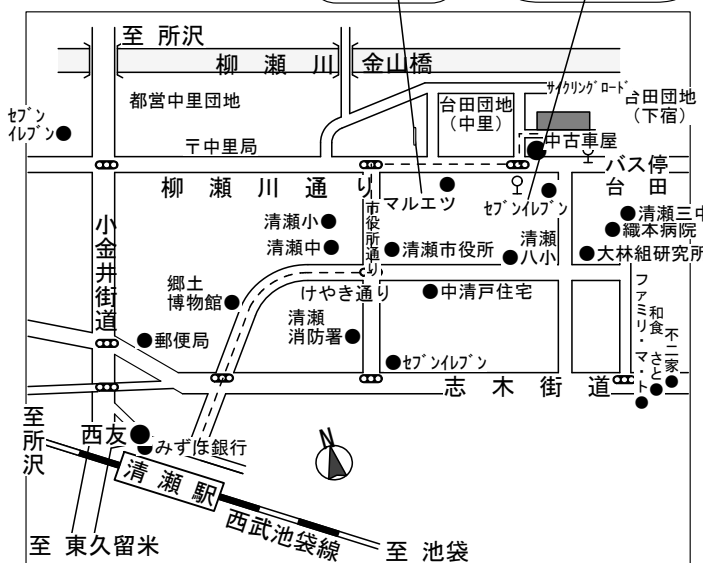 至 所沢
柳瀬川
金山橋
サイクリングロード
都営中里団地
台田団地
（中里）
台田団地
（下宿）
セブン
イレブン
〒中里局
中古車屋
バス停
台田
柳瀬川通り
市役所通り
マルエツ
セブンイレブン
清瀬三中
織本病院
大林組研究所
清瀬小
清瀬中
清瀬市役所
清瀬
八小
小金井街道
郷土
博物館
けやき通り
中清戸住宅
清瀬
消防署
郵便局
セブンイレブン
ファミリ・マ・ト
和食 さと
不二家
志木街道
至所沢
西友
みずほ銀行
N
清瀬駅
西武池袋線
至 東久留米
至 池袋